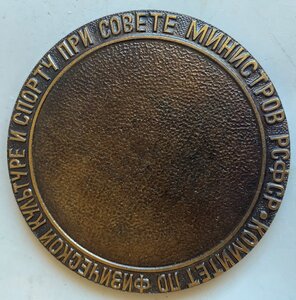 КОМИТЕТ ПО ФИЗИЧЕСКОЙ КУЛЬТУРЕ И СПОРТУ ПРИ СОВЕТЕ МИНИСТРОВ РСФСР •